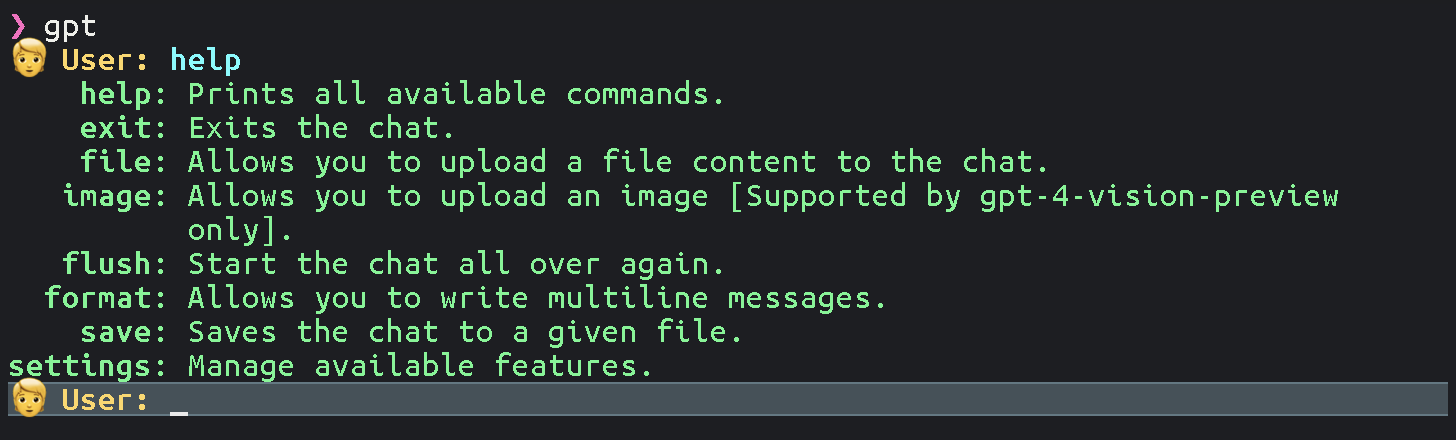 ❯ gpt
User: help
help: Prints all available commands.
exit: Exits the chat.
file: Allows you to upload a file content to the chat.
image: Allows you to upload an image [Supported by gpt-4-vision-preview
only].
flush: Start the chat all over again.
format: Allows you to write multiline messages.
save: Saves the chat to a given file.
settings: Manage available features.
User: _